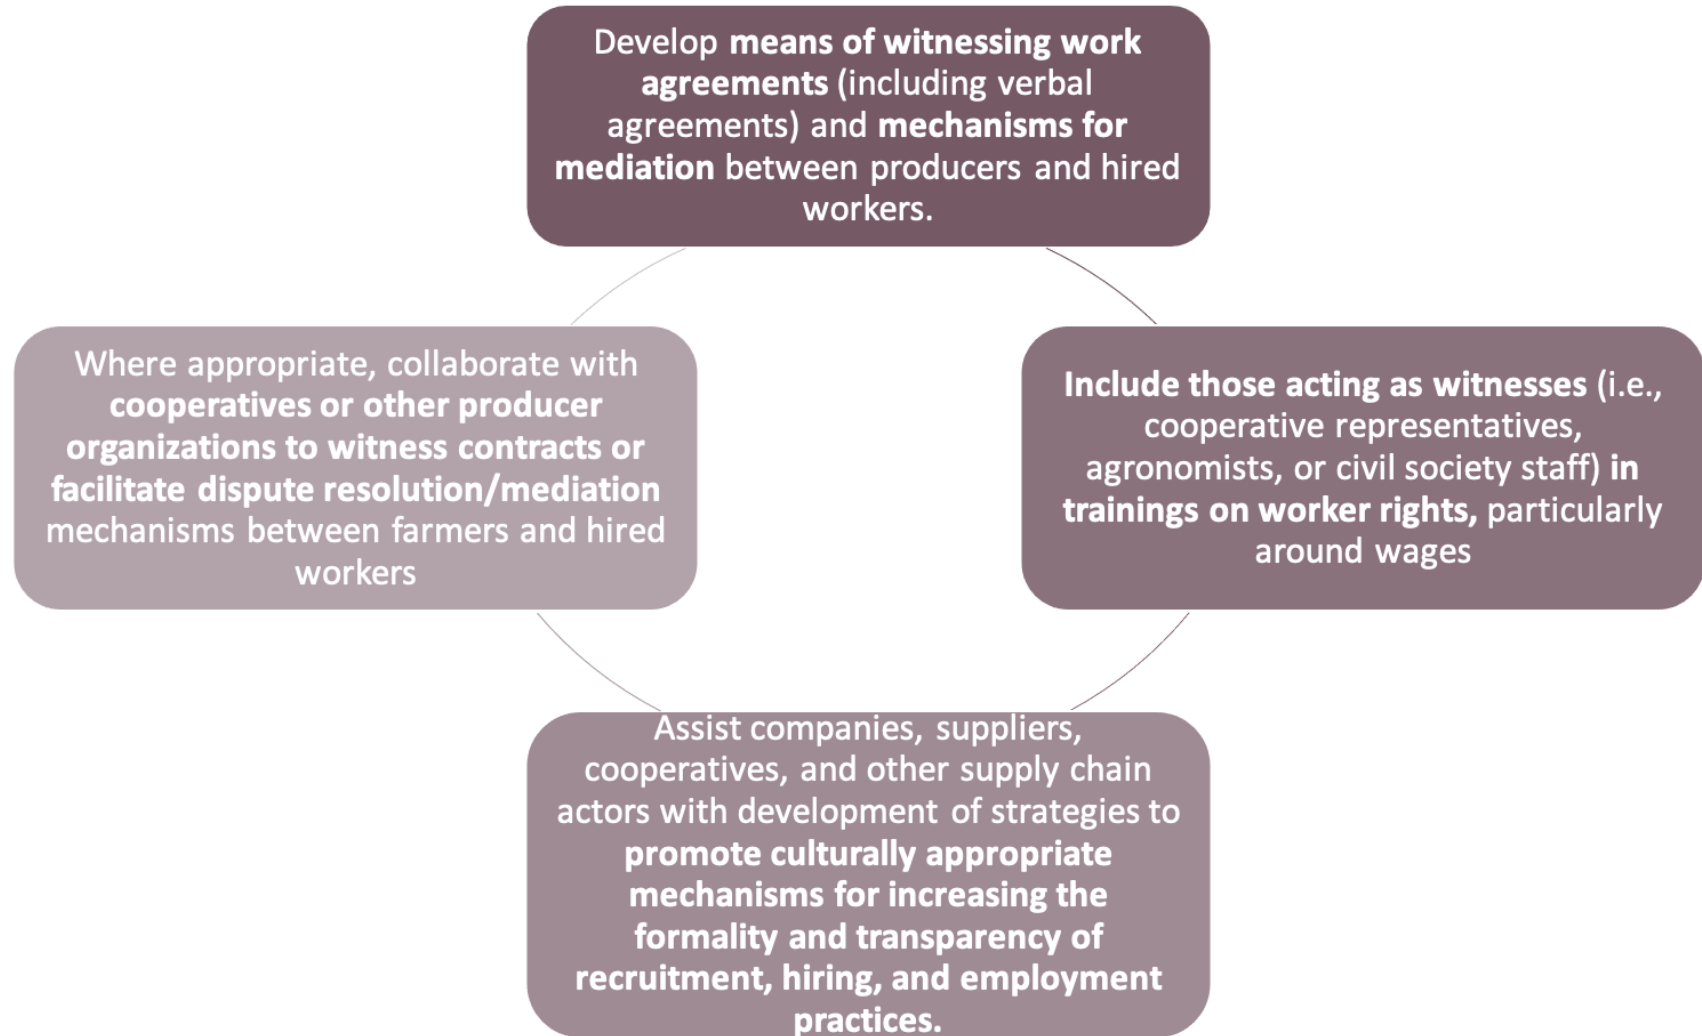 Develop means of witnessing work
agreements (including verbal
agreements) and mechanisms for
mediation between producers and hired
workers.
Include those acting as witnesses (i.e.,
cooperative representatives,
agronomists, or civil society staff) in
trainings on worker rights, particularly
around wages
Assist companies, suppliers,
cooperatives, and other supply chain
actors with development of strategies to
promote culturally appropriate
mechanisms for increasing the
formality and transparency of
recruitment, hiring, and employment
practices.
Where appropriate, collaborate with
cooperatives or other producer
organizations to witness contracts or
facilitate dispute resolution/mediation
mechanisms between farmers and hired
workers